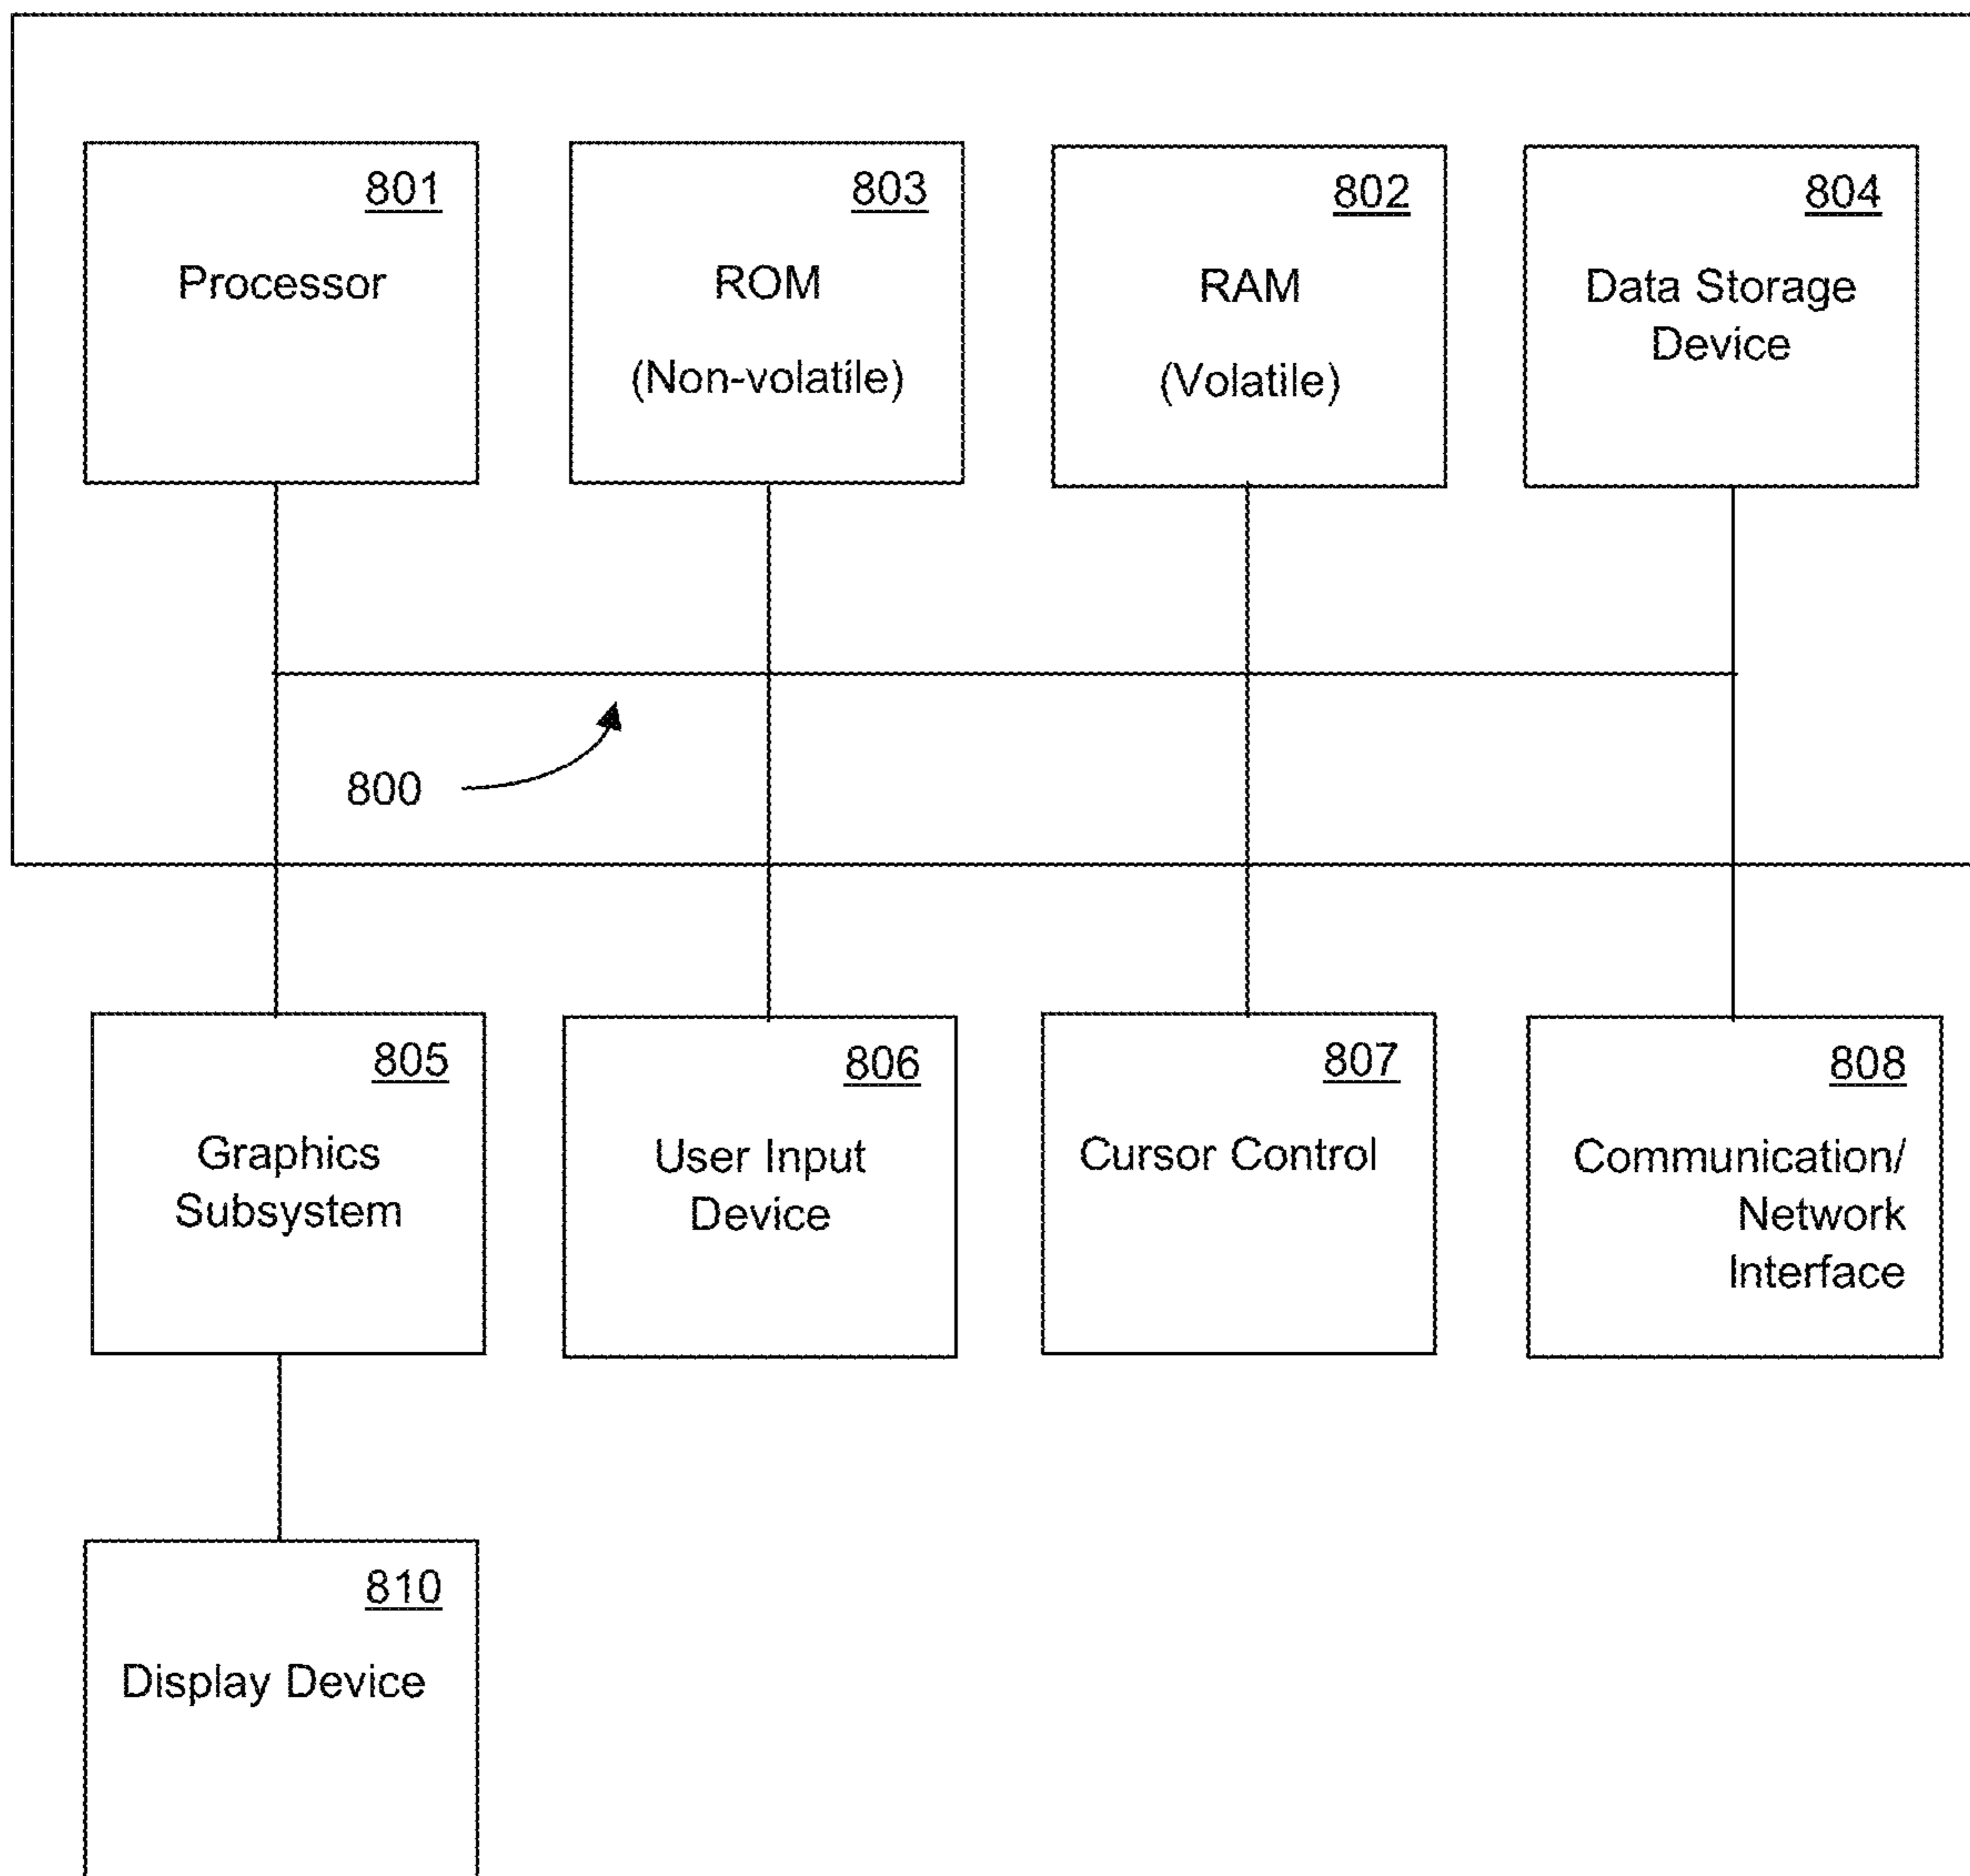 801
Processor
803
ROM
(Non-volatile)
802
RAM
(Volatile)
804
Data Storage
Device
800
805
Graphics
Subsystem
806
User Input
Device
807
Cursor Control
808
Communication/
Network
Interface
810
Display Device